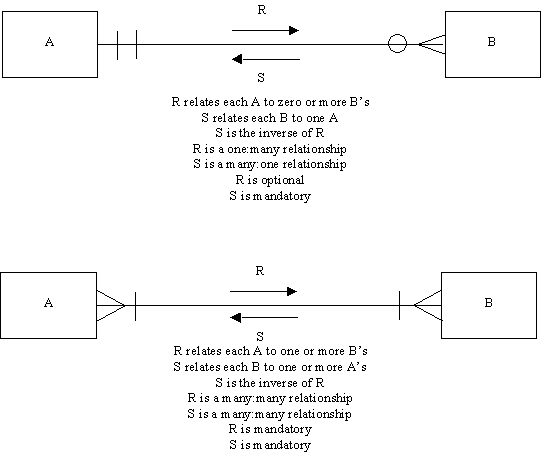 R
A
B
S
R relates each A to zero or more B's
S relates each B to one A
S is the inverse of R
R is a one:many relationship
S is a many:one relationship
R is optional
S is mandatory
R
A
B
S
R relates each A to one or more B's
S relates each B to one or more A's
S is the inverse of R
R is a many:many relationship
S is a many:many relationship
R is mandatory
S is mandatory